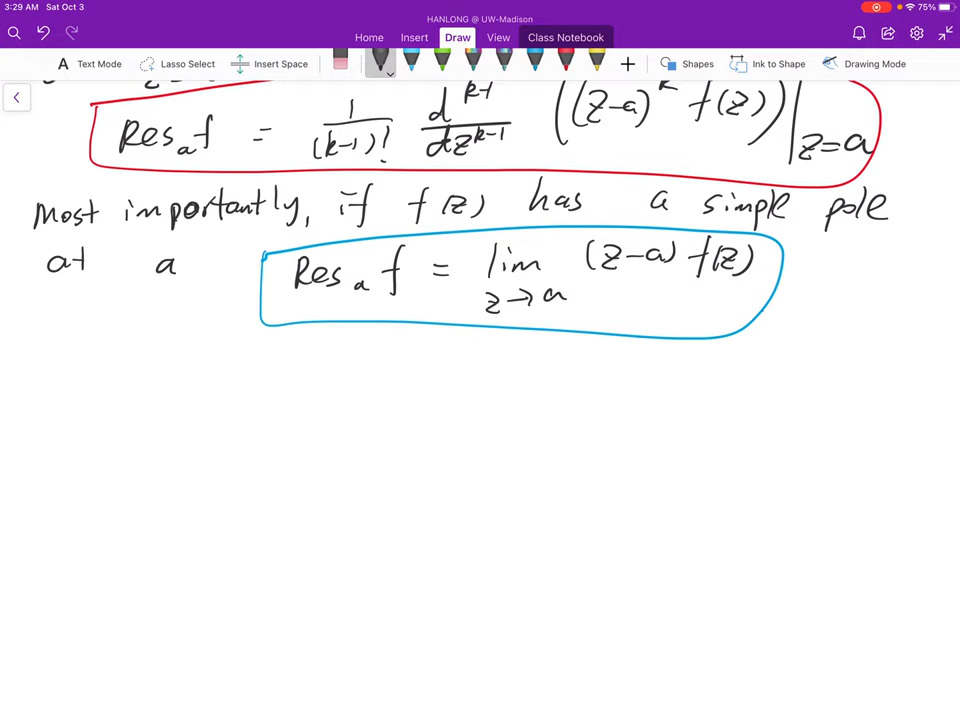 3:29 AM Sat Oct 3
75%
HANLONG @ UW-Madison
Home Insert Draw View Class Notebook
A Text Mode Lasso Select Insert Space Shapes Ink to Shape Drawing Mode
Res_a f = 1/(k-1)! d^{k-1}/dz^{k-1} ((z-a)^k f(z))|_{z=a}
Most importantly, if f(z) has a simple pole
at a Res_a f = lim_{z→a} (z-a) f(z)